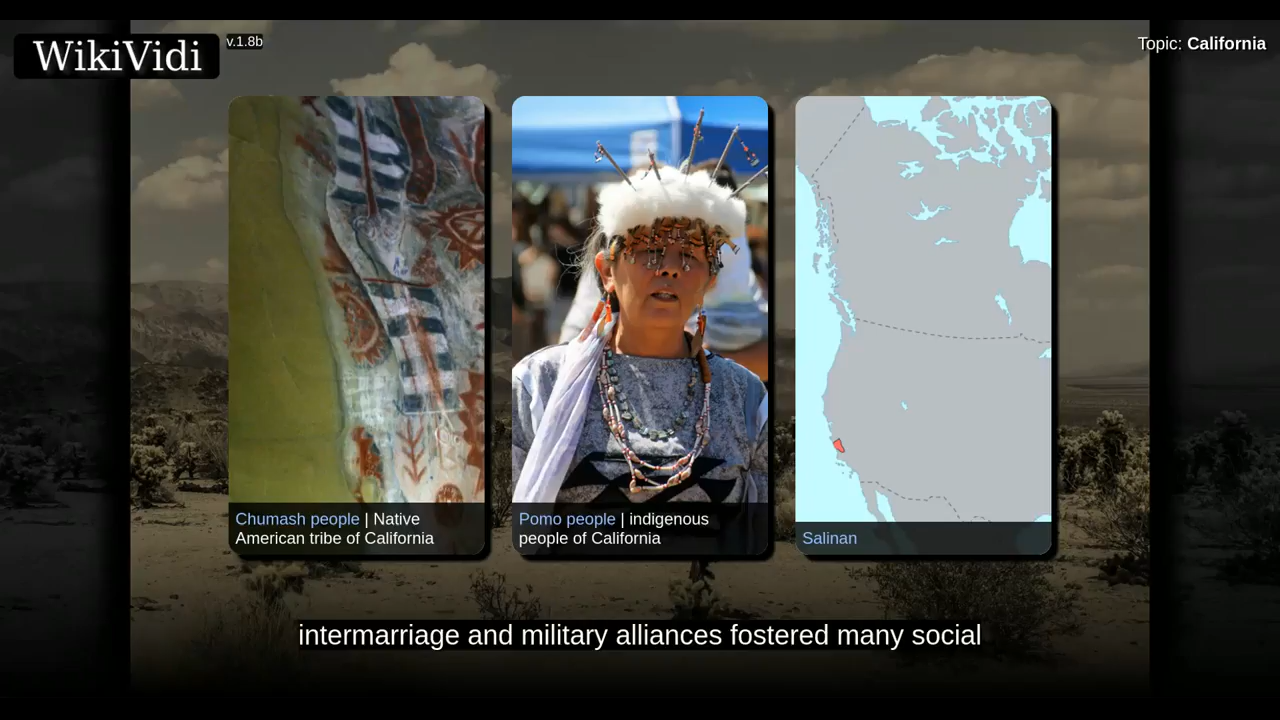 WikiVidi
v.1.8b
Topic: California
Chumash people | Native
American tribe of California
Pomo people | indigenous
people of California
Salinan
intermarriage and military alliances fostered many social